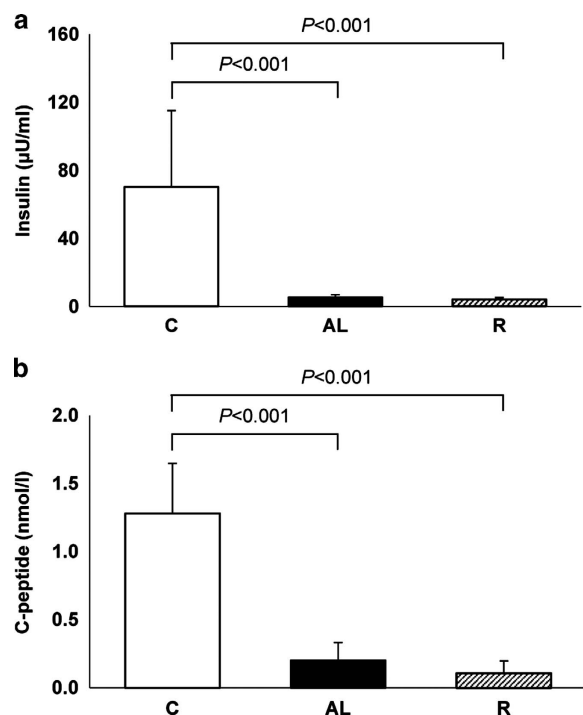 a
160
P<0.001
P<0.001
120
80
40
0
Insulin (µU/ml)
C AL R
b
P<0.001
2.0
P<0.001
1.5
1.0
0.5
0.0
C-peptide (nmol/l)
C AL R